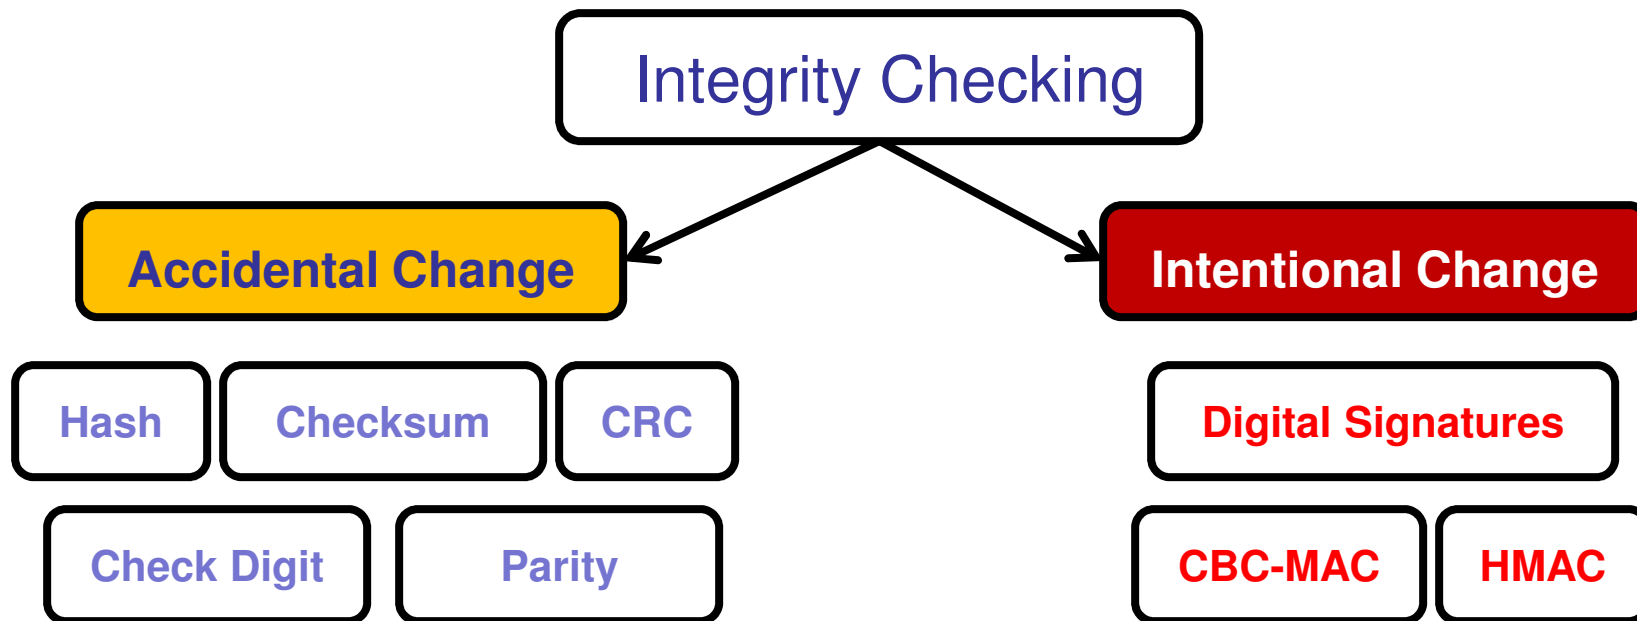 Integrity Checking
Accidental Change
Intentional Change
Hash
Checksum
CRC
Digital Signatures
Check Digit
Parity
CBC-MAC
HMAC